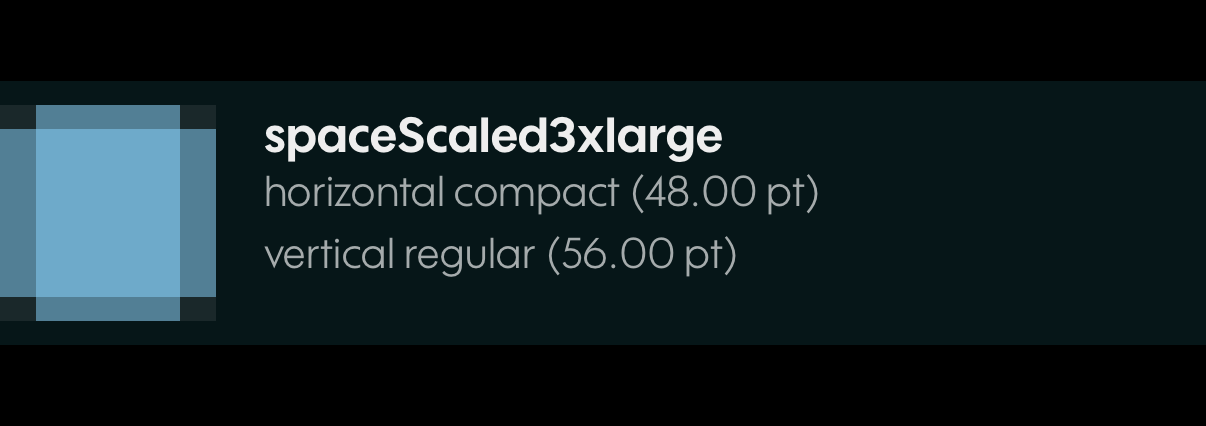 spaceScaled3xlarge
horizontal compact (48.00 pt)
vertical regular (56.00 pt)